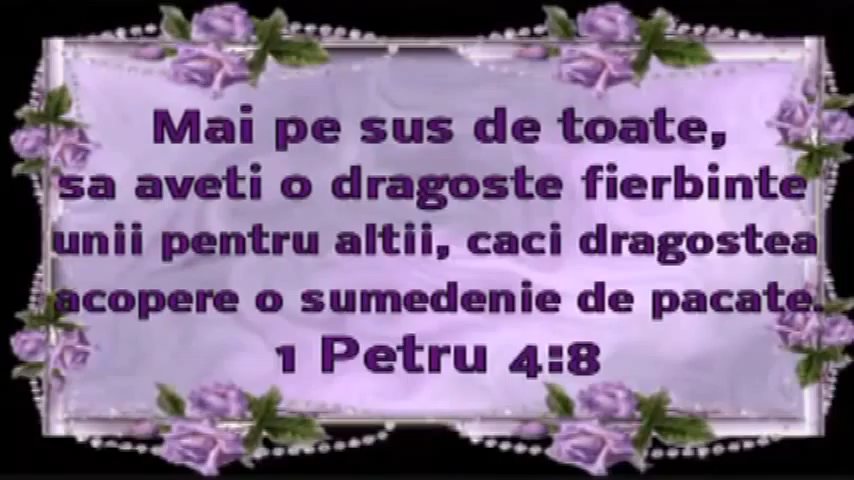 Mai pe sus de toate,
sa aveti o dragoste fierbinte
unii pentru altii, caci dragostea
acopere o sumedenie de pacate.
1 Petru 4:8